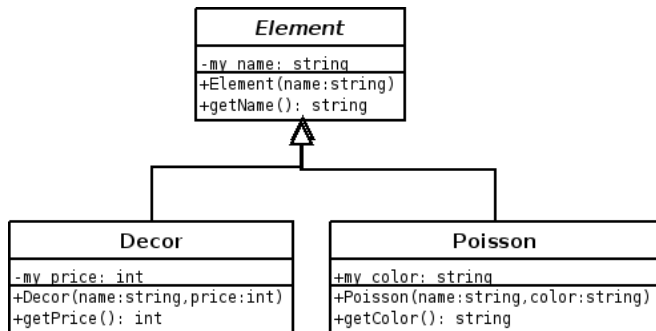 Element
-my_name: string
+Element(name:string)
+getName(): string
Decor
-my_price: int
+Decor(name:string,price:int)
+getPrice(): int
Poisson
+my_color: string
+Poisson(name:string,color:string)
+getColor(): string